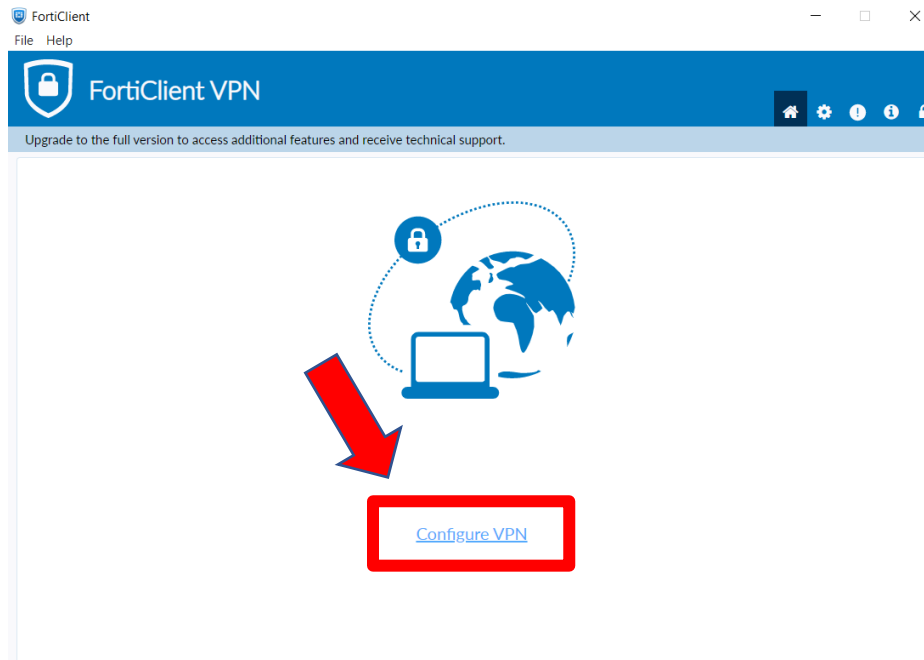 FortiClient
File Help
FortiClient VPN
Upgrade to the full version to access additional features and receive technical support.
Configure VPN